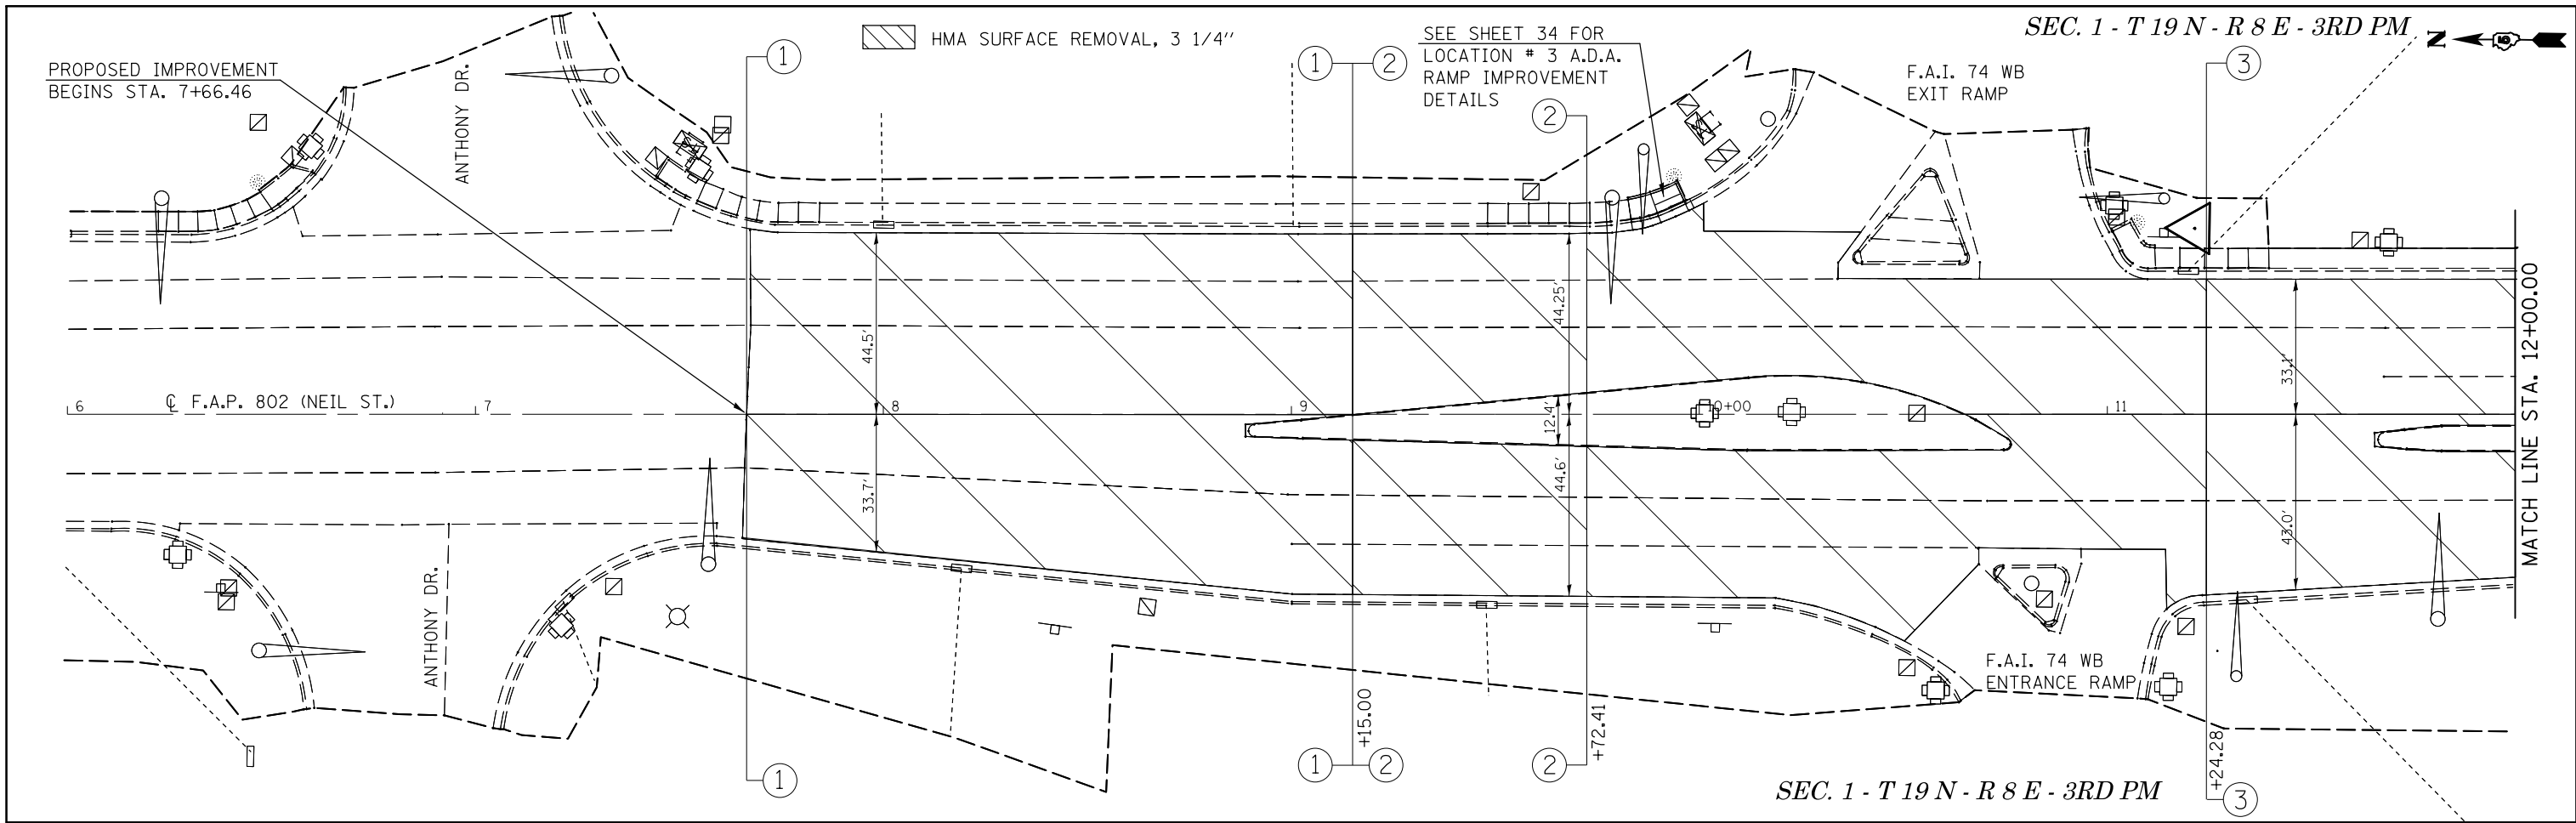 SEC. 1 - T 19 N - R 8 E - 3RD PM
N
HMA SURFACE REMOVAL, 3 1/4"
SEE SHEET 34 FOR
LOCATION # 3 A.D.A.
RAMP IMPROVEMENT
DETAILS
PROPOSED IMPROVEMENT
BEGINS STA. 7+66.46
ANTHONY DR.
F.A.I. 74 WB
EXIT RAMP
1
1
2
2
3
44.5'
44.25'
33.1'
℄ F.A.P. 802 (NEIL ST.)
6
7
8
9
10+00
11
12.4'
33.7'
44.6'
43.0'
MATCH LINE STA. 12+00.00
ANTHONY DR.
F.A.I. 74 WB
ENTRANCE RAMP
+15.00
+72.41
+24.28
1
1
2
2
3
SEC. 1 - T 19 N - R 8 E - 3RD PM